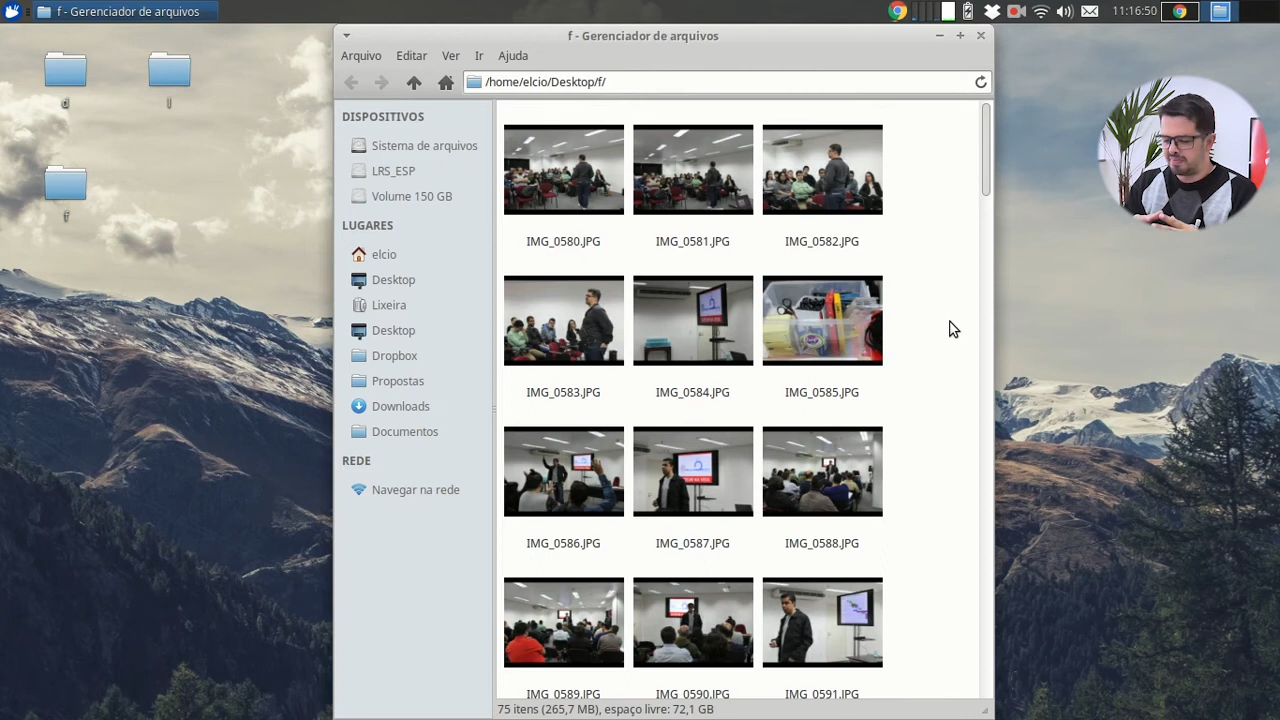 f - Gerenciador de arquivos
11:16:50
d
l
f
f - Gerenciador de arquivos
Arquivo Editar Ver Ir Ajuda
/home/elcio/Desktop/f/
DISPOSITIVOS
Sistema de arquivos
LRS_ESP
Volume 150 GB
LUGARES
elcio
Desktop
Lixeira
Desktop
Dropbox
Propostas
Downloads
Documentos
REDE
Navegar na rede
IMG_0580.JPG IMG_0581.JPG IMG_0582.JPG
IMG_0583.JPG IMG_0584.JPG IMG_0585.JPG
IMG_0586.JPG IMG_0587.JPG IMG_0588.JPG
IMG_0589.JPG IMG_0590.JPG IMG_0591.JPG
75 itens (265,7 MB), espaço livre: 72,1 GB